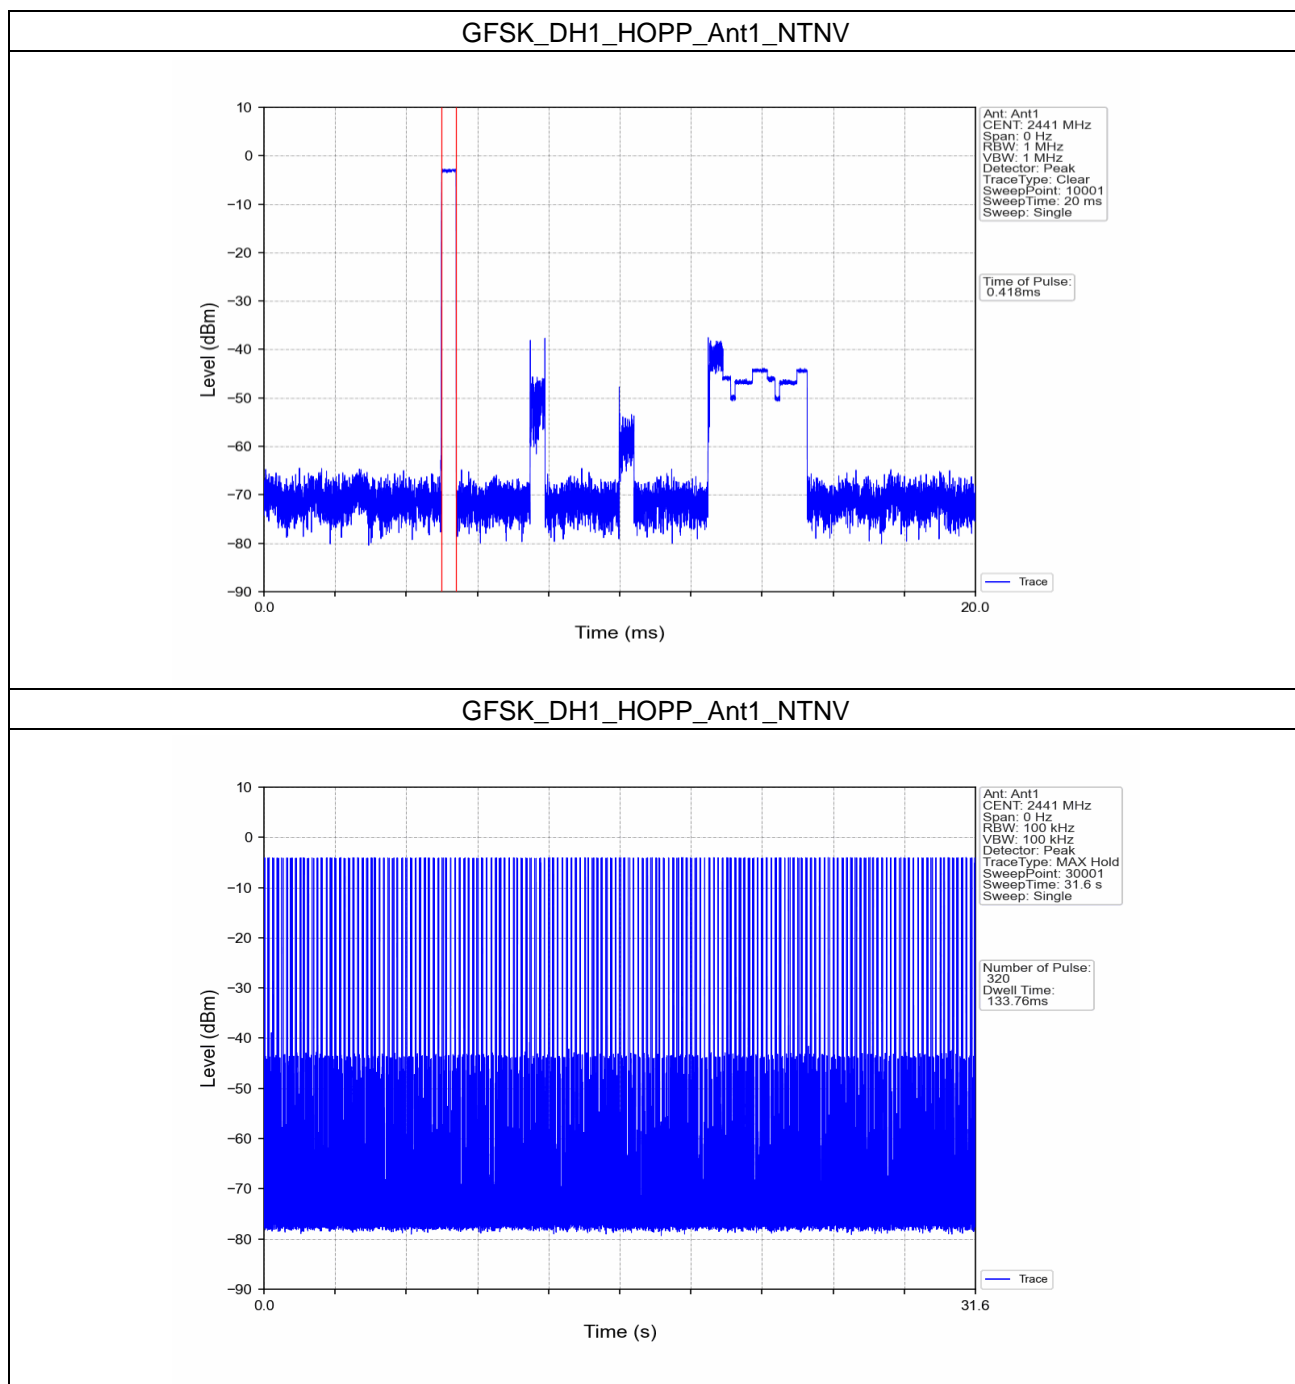 GFSK_DH1_HOPP_Ant1_NTNV
10
0
−10
−20
−30
−40
−50
−60
−70
−80
−90
Level (dBm)
0.0
20.0
Time (ms)
Ant: Ant1
CENT: 2441 MHz
Span: 0 Hz
RBW: 1 MHz
VBW: 1 MHz
Detector: Peak
TraceType: Clear
SweepPoint: 10001
SweepTime: 20 ms
Sweep: Single
Time of Pulse:
0.418ms
Trace
GFSK_DH1_HOPP_Ant1_NTNV
10
0
−10
−20
−30
−40
−50
−60
−70
−80
−90
Level (dBm)
0.0
31.6
Time (s)
Ant: Ant1
CENT: 2441 MHz
Span: 0 Hz
RBW: 100 kHz
VBW: 100 kHz
Detector: Peak
TraceType: MAX Hold
SweepPoint: 30001
SweepTime: 31.6 s
Sweep: Single
Number of Pulse:
320
Dwell Time:
133.76ms
Trace